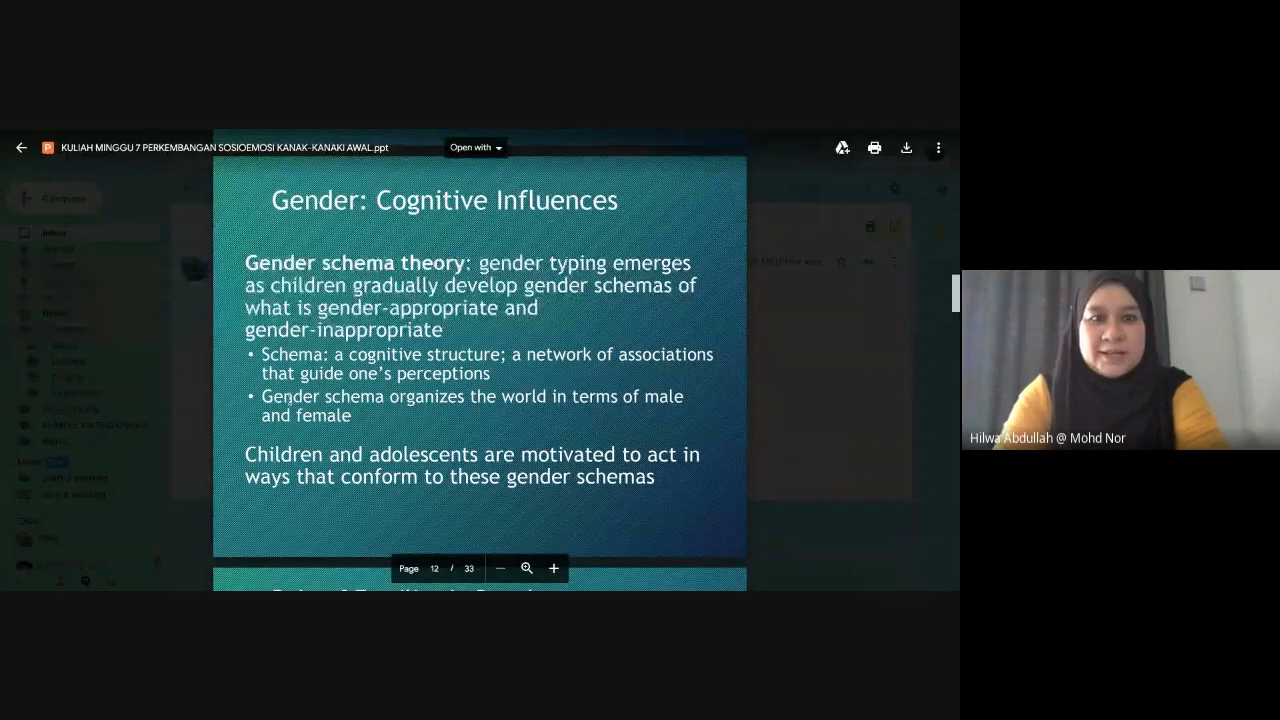 KULIAH MINGGU 7 PERKEMBANGAN SOSIOEMOSI KANAK-KANAKI AWAL.ppt
Open with
Gender: Cognitive Influences
Gender schema theory: gender typing emerges
as children gradually develop gender schemas of
what is gender-appropriate and
gender-inappropriate
• Schema: a cognitive structure; a network of associations
that guide one's perceptions
• Gender schema organizes the world in terms of male
and female
Children and adolescents are motivated to act in
ways that conform to these gender schemas
Page 12 / 33
Hilwa Abdullah @ Mohd Nor
Compose
Inbox